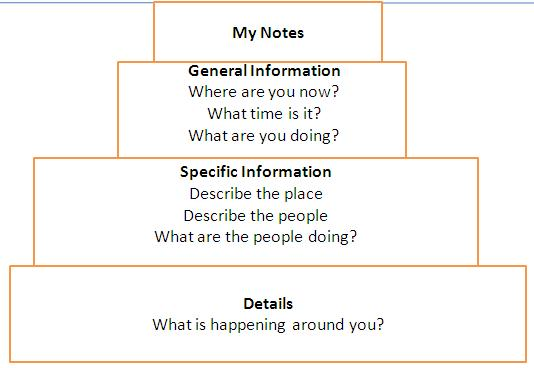 My Notes
General Information
Where are you now?
What time is it?
What are you doing?
Specific Information
Describe the place
Describe the people
What are the people doing?
Details
What is happening around you?